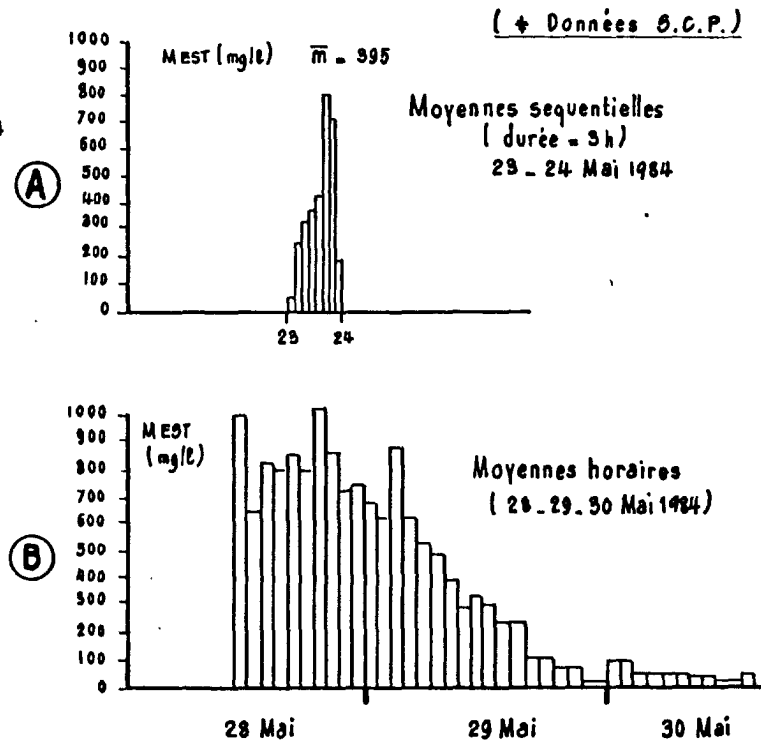 ( + Données S.C.P.)
1000
900
800
700
600
500
400
300
200
100
0
MEST (mg/l) m̅ = 395
Moyennes sequentielles
( durée = 3h)
23 _ 24 Mai 1984
A
23 24
1000
900
800
700
600
500
400
300
200
100
0
MEST
(mg/l)
Moyennes horaires
( 28 _ 29 _ 30 Mai 1984)
B
28 Mai 29 Mai 30 Mai